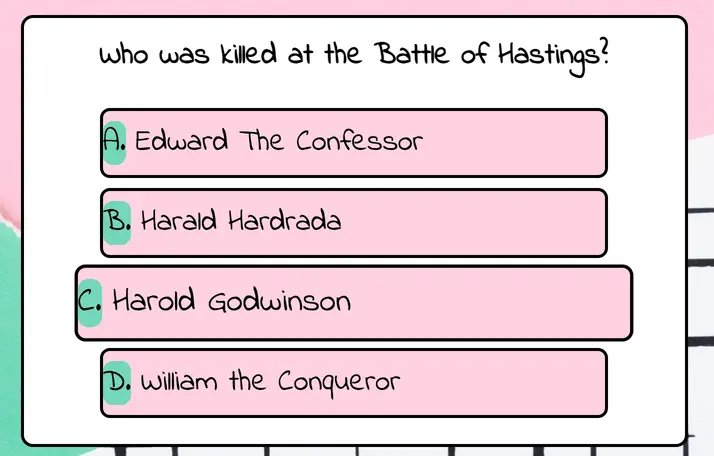 Who was killed at the Battle of Hastings?
A. Edward The Confessor
B. Harald Hardrada
C. Harold Godwinson
D. William the Conqueror